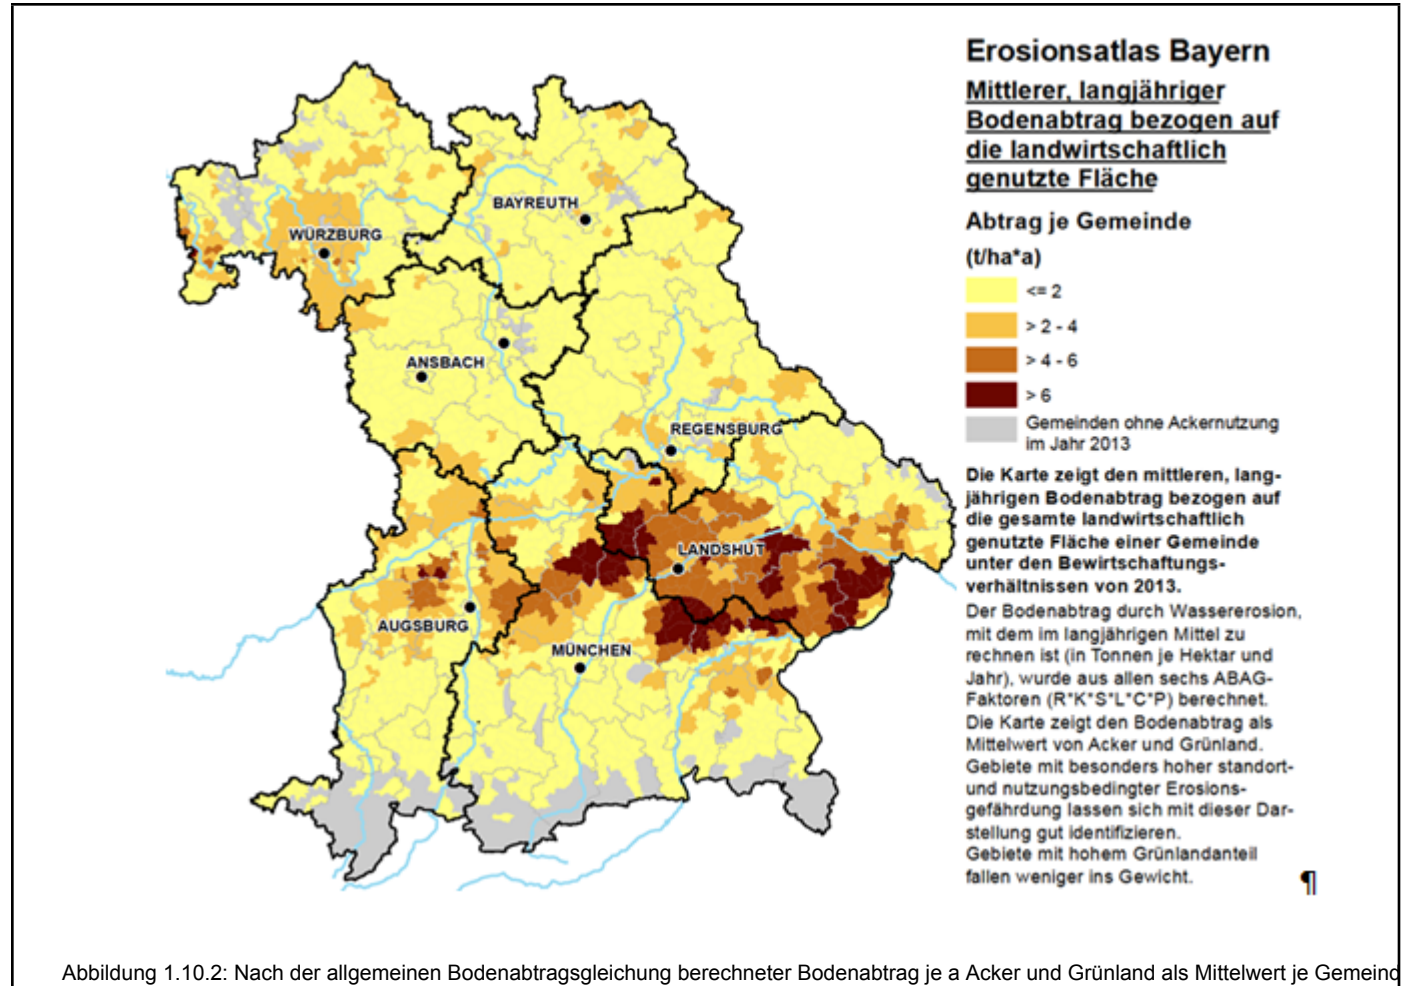 Erosionsatlas Bayern
Mittlerer, langjähriger
Bodenabtrag bezogen auf
die landwirtschaftlich
genutzte Fläche
Abtrag je Gemeinde
(t/ha*a)
<= 2
> 2 - 4
> 4 - 6
> 6
Gemeinden ohne Ackernutzung
im Jahr 2013
Die Karte zeigt den mittleren, lang-
jährigen Bodenabtrag bezogen auf
die gesamte landwirtschaftlich
genutzte Fläche einer Gemeinde
unter den Bewirtschaftungs-
verhältnissen von 2013.
Der Bodenabtrag durch Wassererosion,
mit dem im langjährigen Mittel zu
rechnen ist (in Tonnen je Hektar und
Jahr), wurde aus allen sechs ABAG-
Faktoren (R*K*S*L*C*P) berechnet.
Die Karte zeigt den Bodenabtrag als
Mittelwert von Acker und Grünland.
Gebiete mit besonders hoher standort-
und nutzungsbedingter Erosions-
gefährdung lassen sich mit dieser Dar-
stellung gut identifizieren.
Gebiete mit hohem Grünlandanteil
fallen weniger ins Gewicht. ¶
BAYREUTH
WÜRZBURG
ANSBACH
REGENSBURG
LANDSHUT
AUGSBURG
MÜNCHEN
Abbildung 1.10.2: Nach der allgemeinen Bodenabtragsgleichung berechneter Bodenabtrag je a Acker und Grünland als Mittelwert je Gemeind